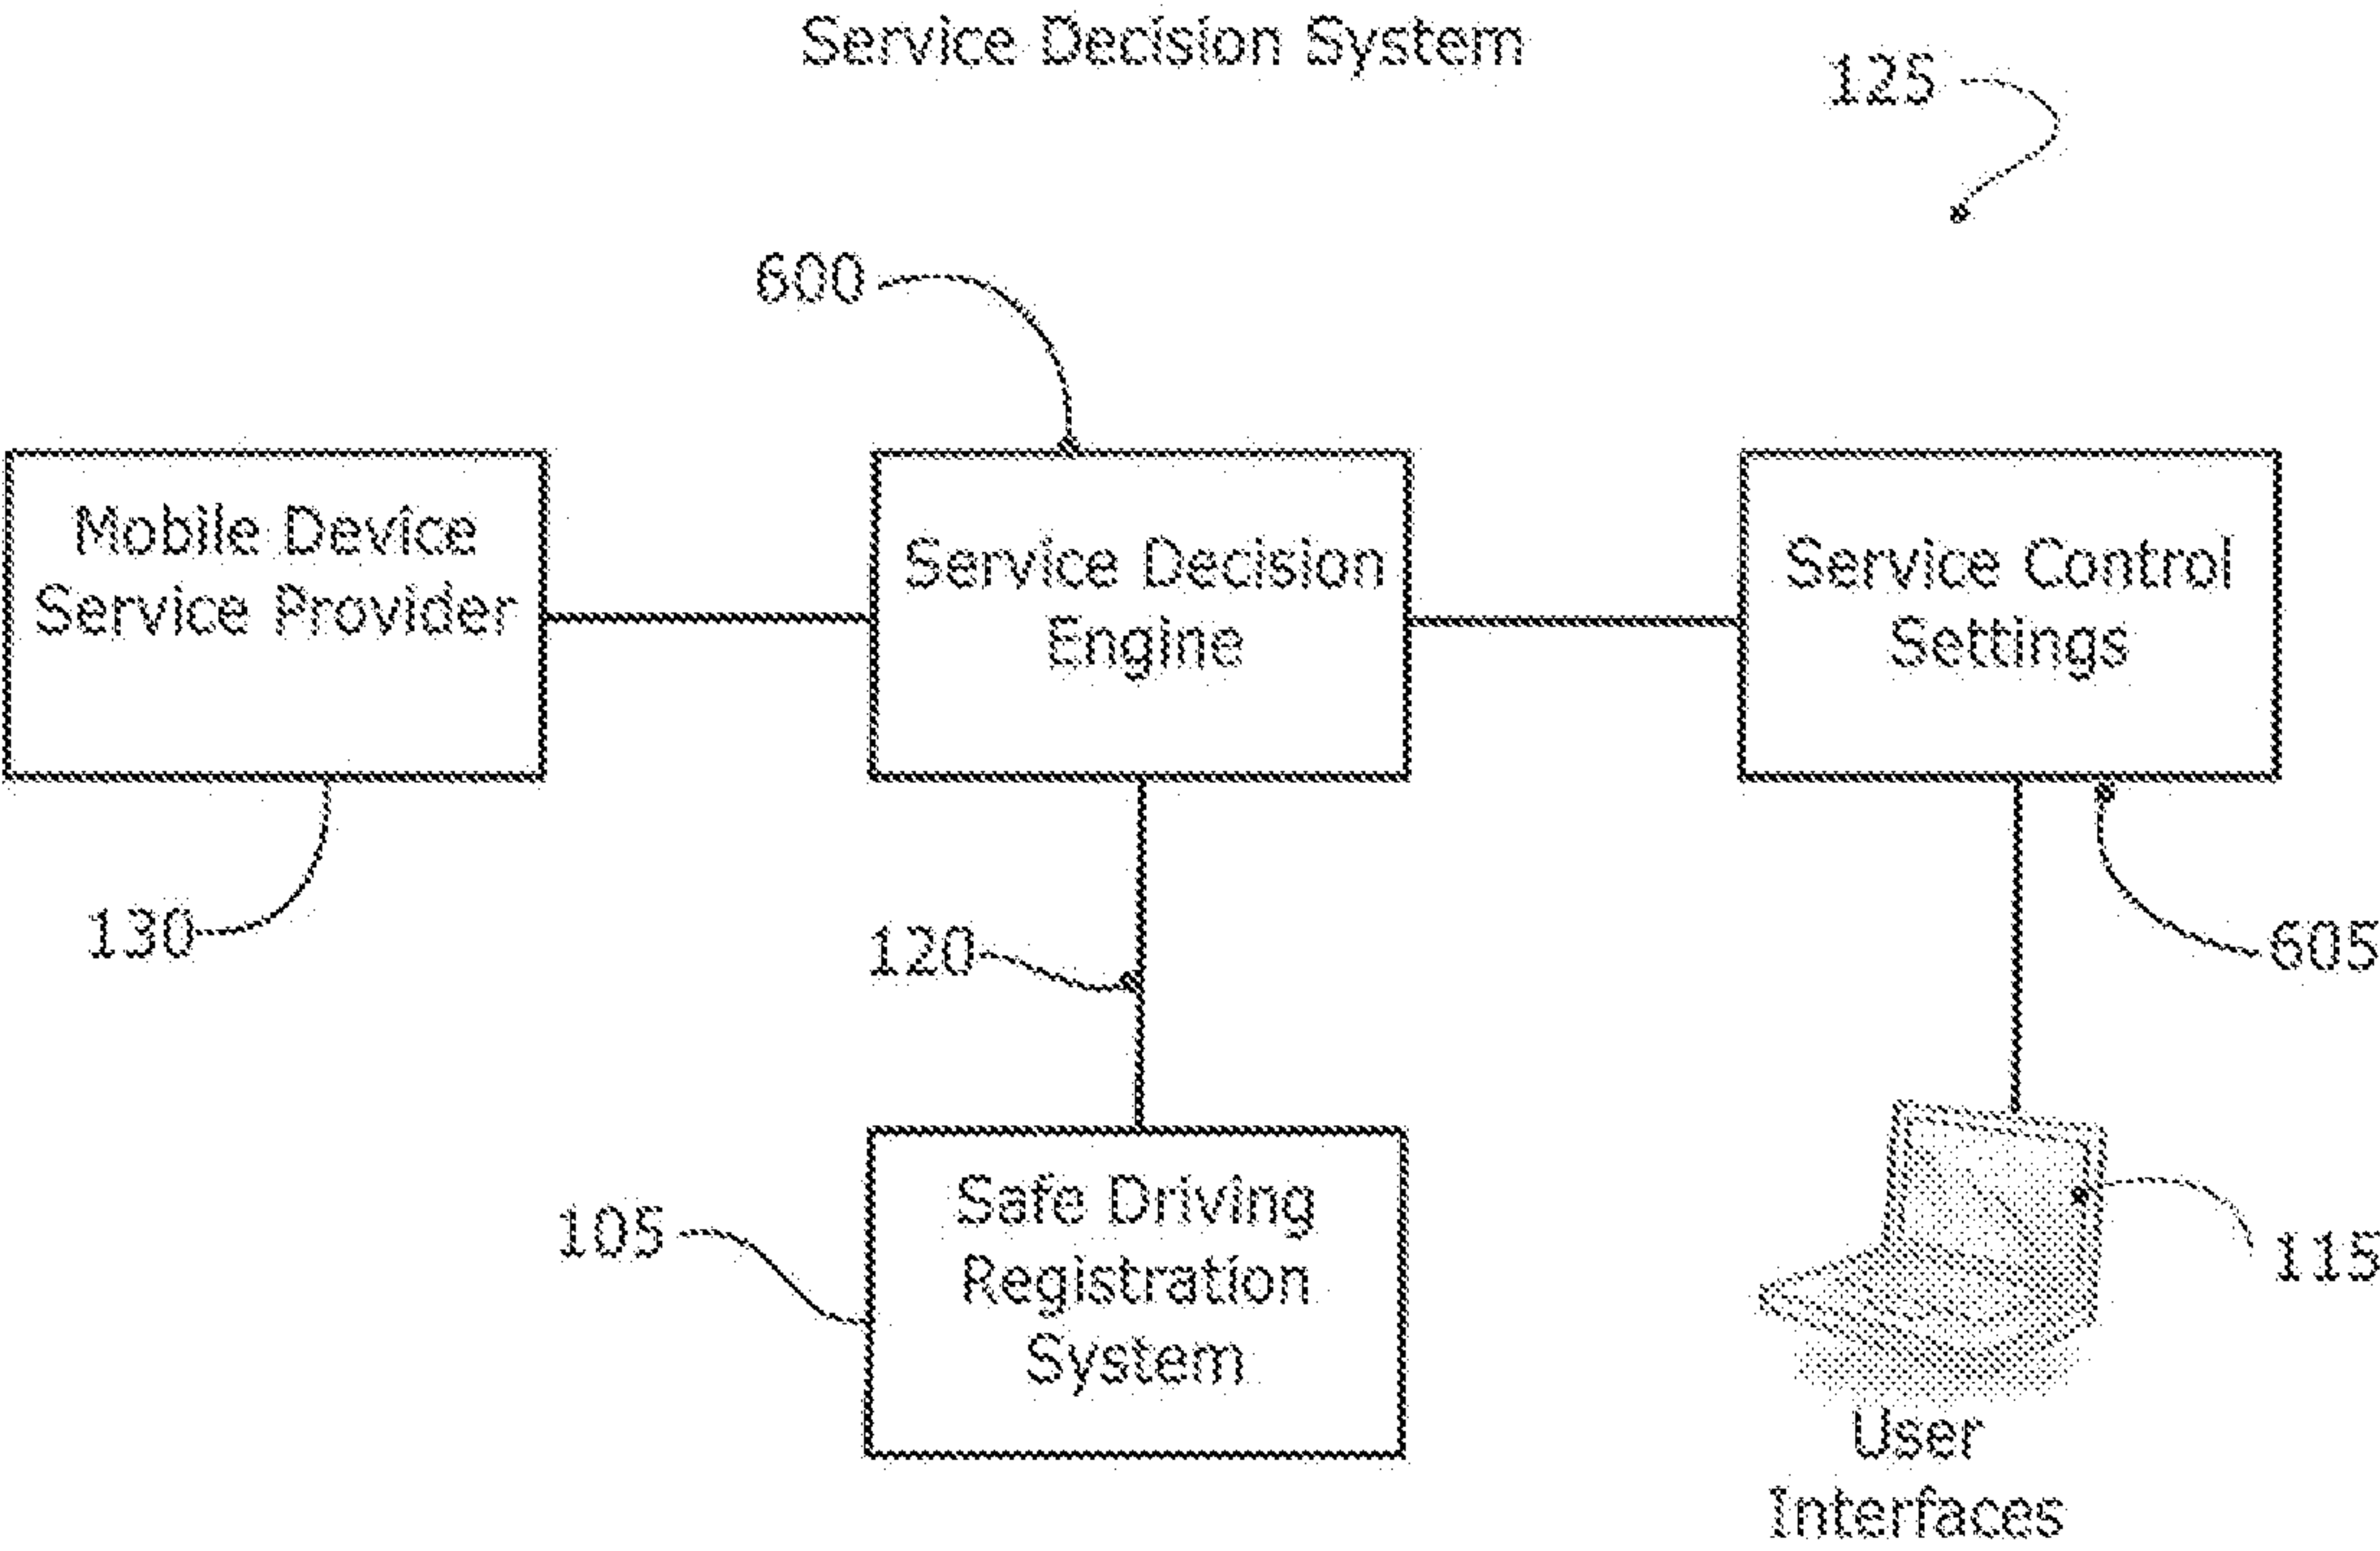 Service Decision System
125
600
Mobile Device
Service Provider
Service Decision
Engine
Service Control
Settings
130
120
605
105
Safe Driving
Registration
System
115
User
Interfaces